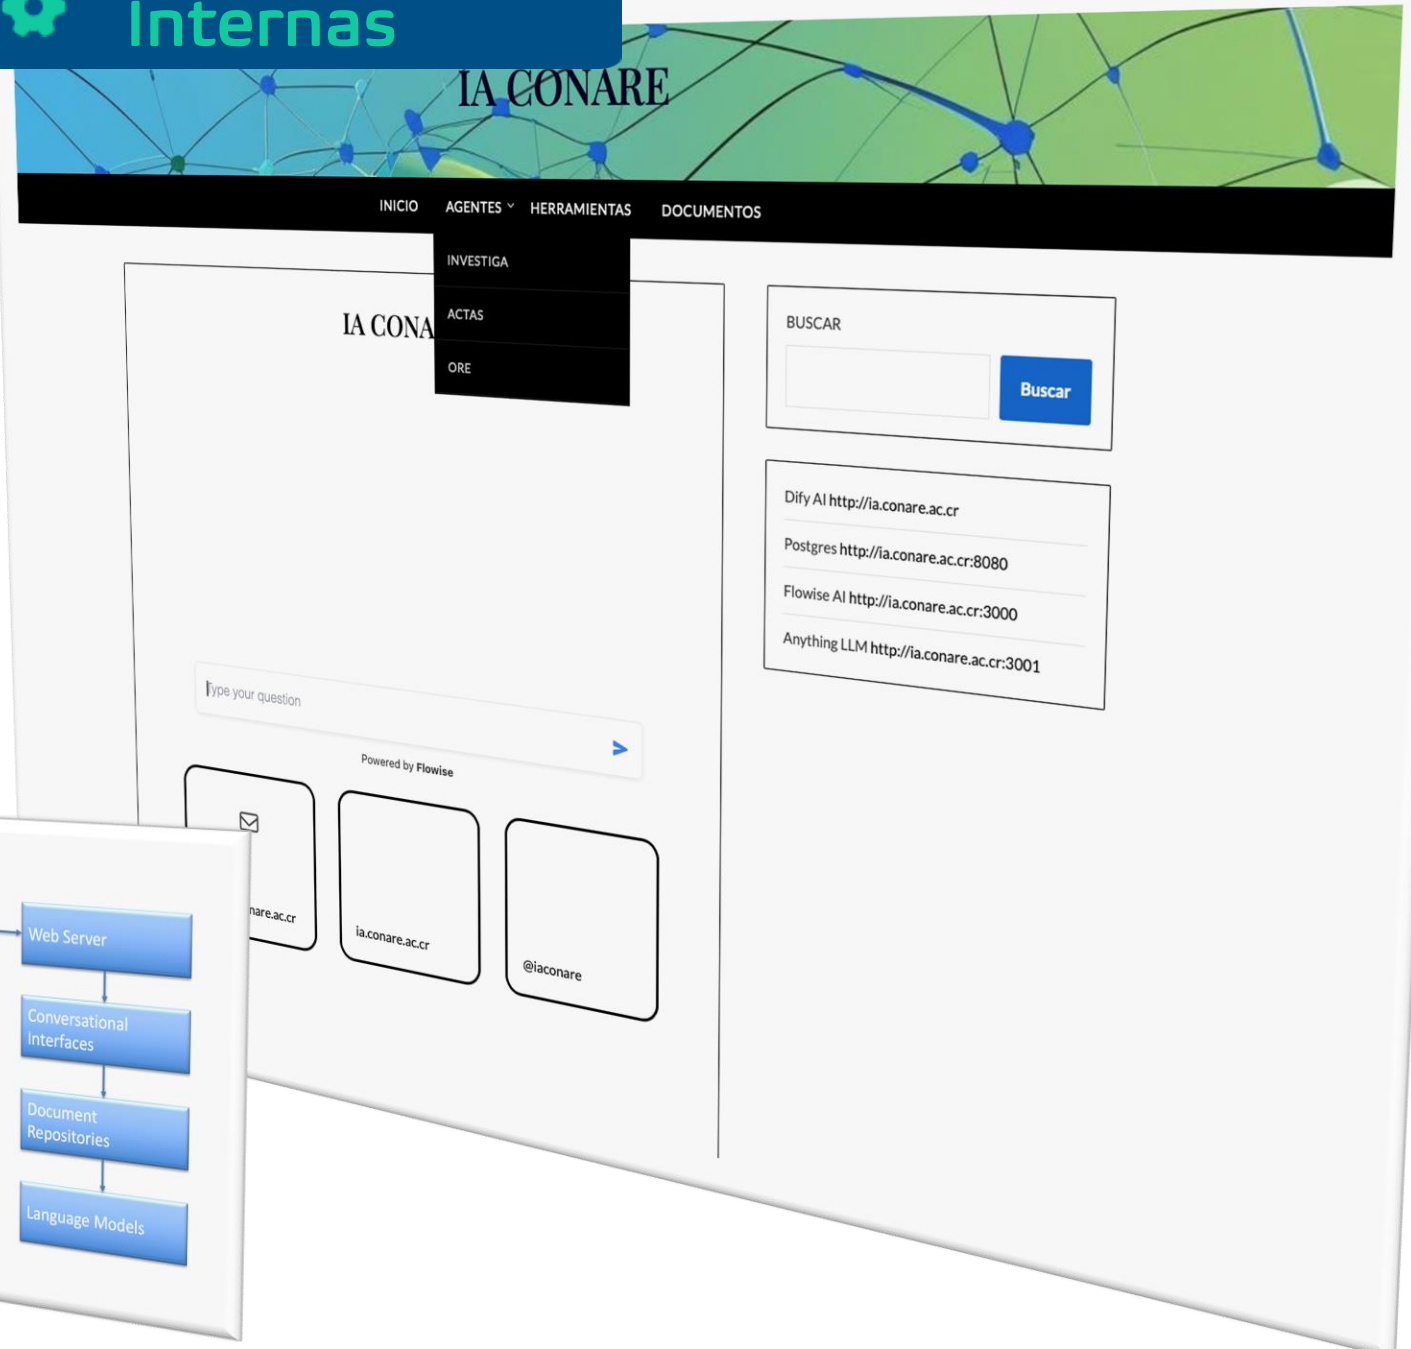 Internas
IA CONARE
INICIO AGENTES HERRAMIENTAS DOCUMENTOS
INVESTIGA
ACTAS
ORE
IA CONA
BUSCAR
Buscar
Dify AI http://ia.conare.ac.cr
Postgres http://ia.conare.ac.cr:8080
Flowise AI http://ia.conare.ac.cr:3000
Anything LLM http://ia.conare.ac.cr:3001
Type your question
Powered by Flowise
nare.ac.cr
ia.conare.ac.cr
@iaconare
Web Server
Conversational
Interfaces
Document
Repositories
Language Models